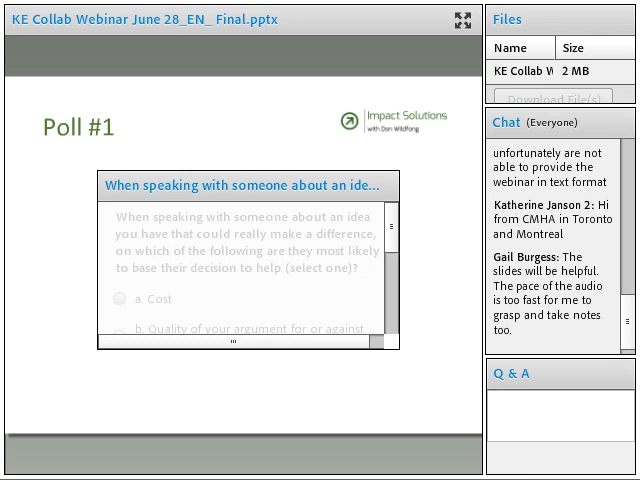 KE Collab Webinar June 28_EN_ Final.pptx
Poll #1
Impact Solutions
with Don Wildfong
When speaking with someone about an ide...
When speaking with someone about an idea
you have that could really make a difference,
on which of the following are they most likely
to base their decision to help (select one)?
a. Cost
b. Quality of your argument for or against
Files
Name Size
KE Collab W 2 MB
Download File(s)
Chat (Everyone)
unfortunately are not
able to provide the
webinar in text format
Katherine Janson 2: Hi
from CMHA in Toronto
and Montreal
Gail Burgess: The
slides will be helpful.
The pace of the audio
is too fast for me to
grasp and take notes
too.
Q & A